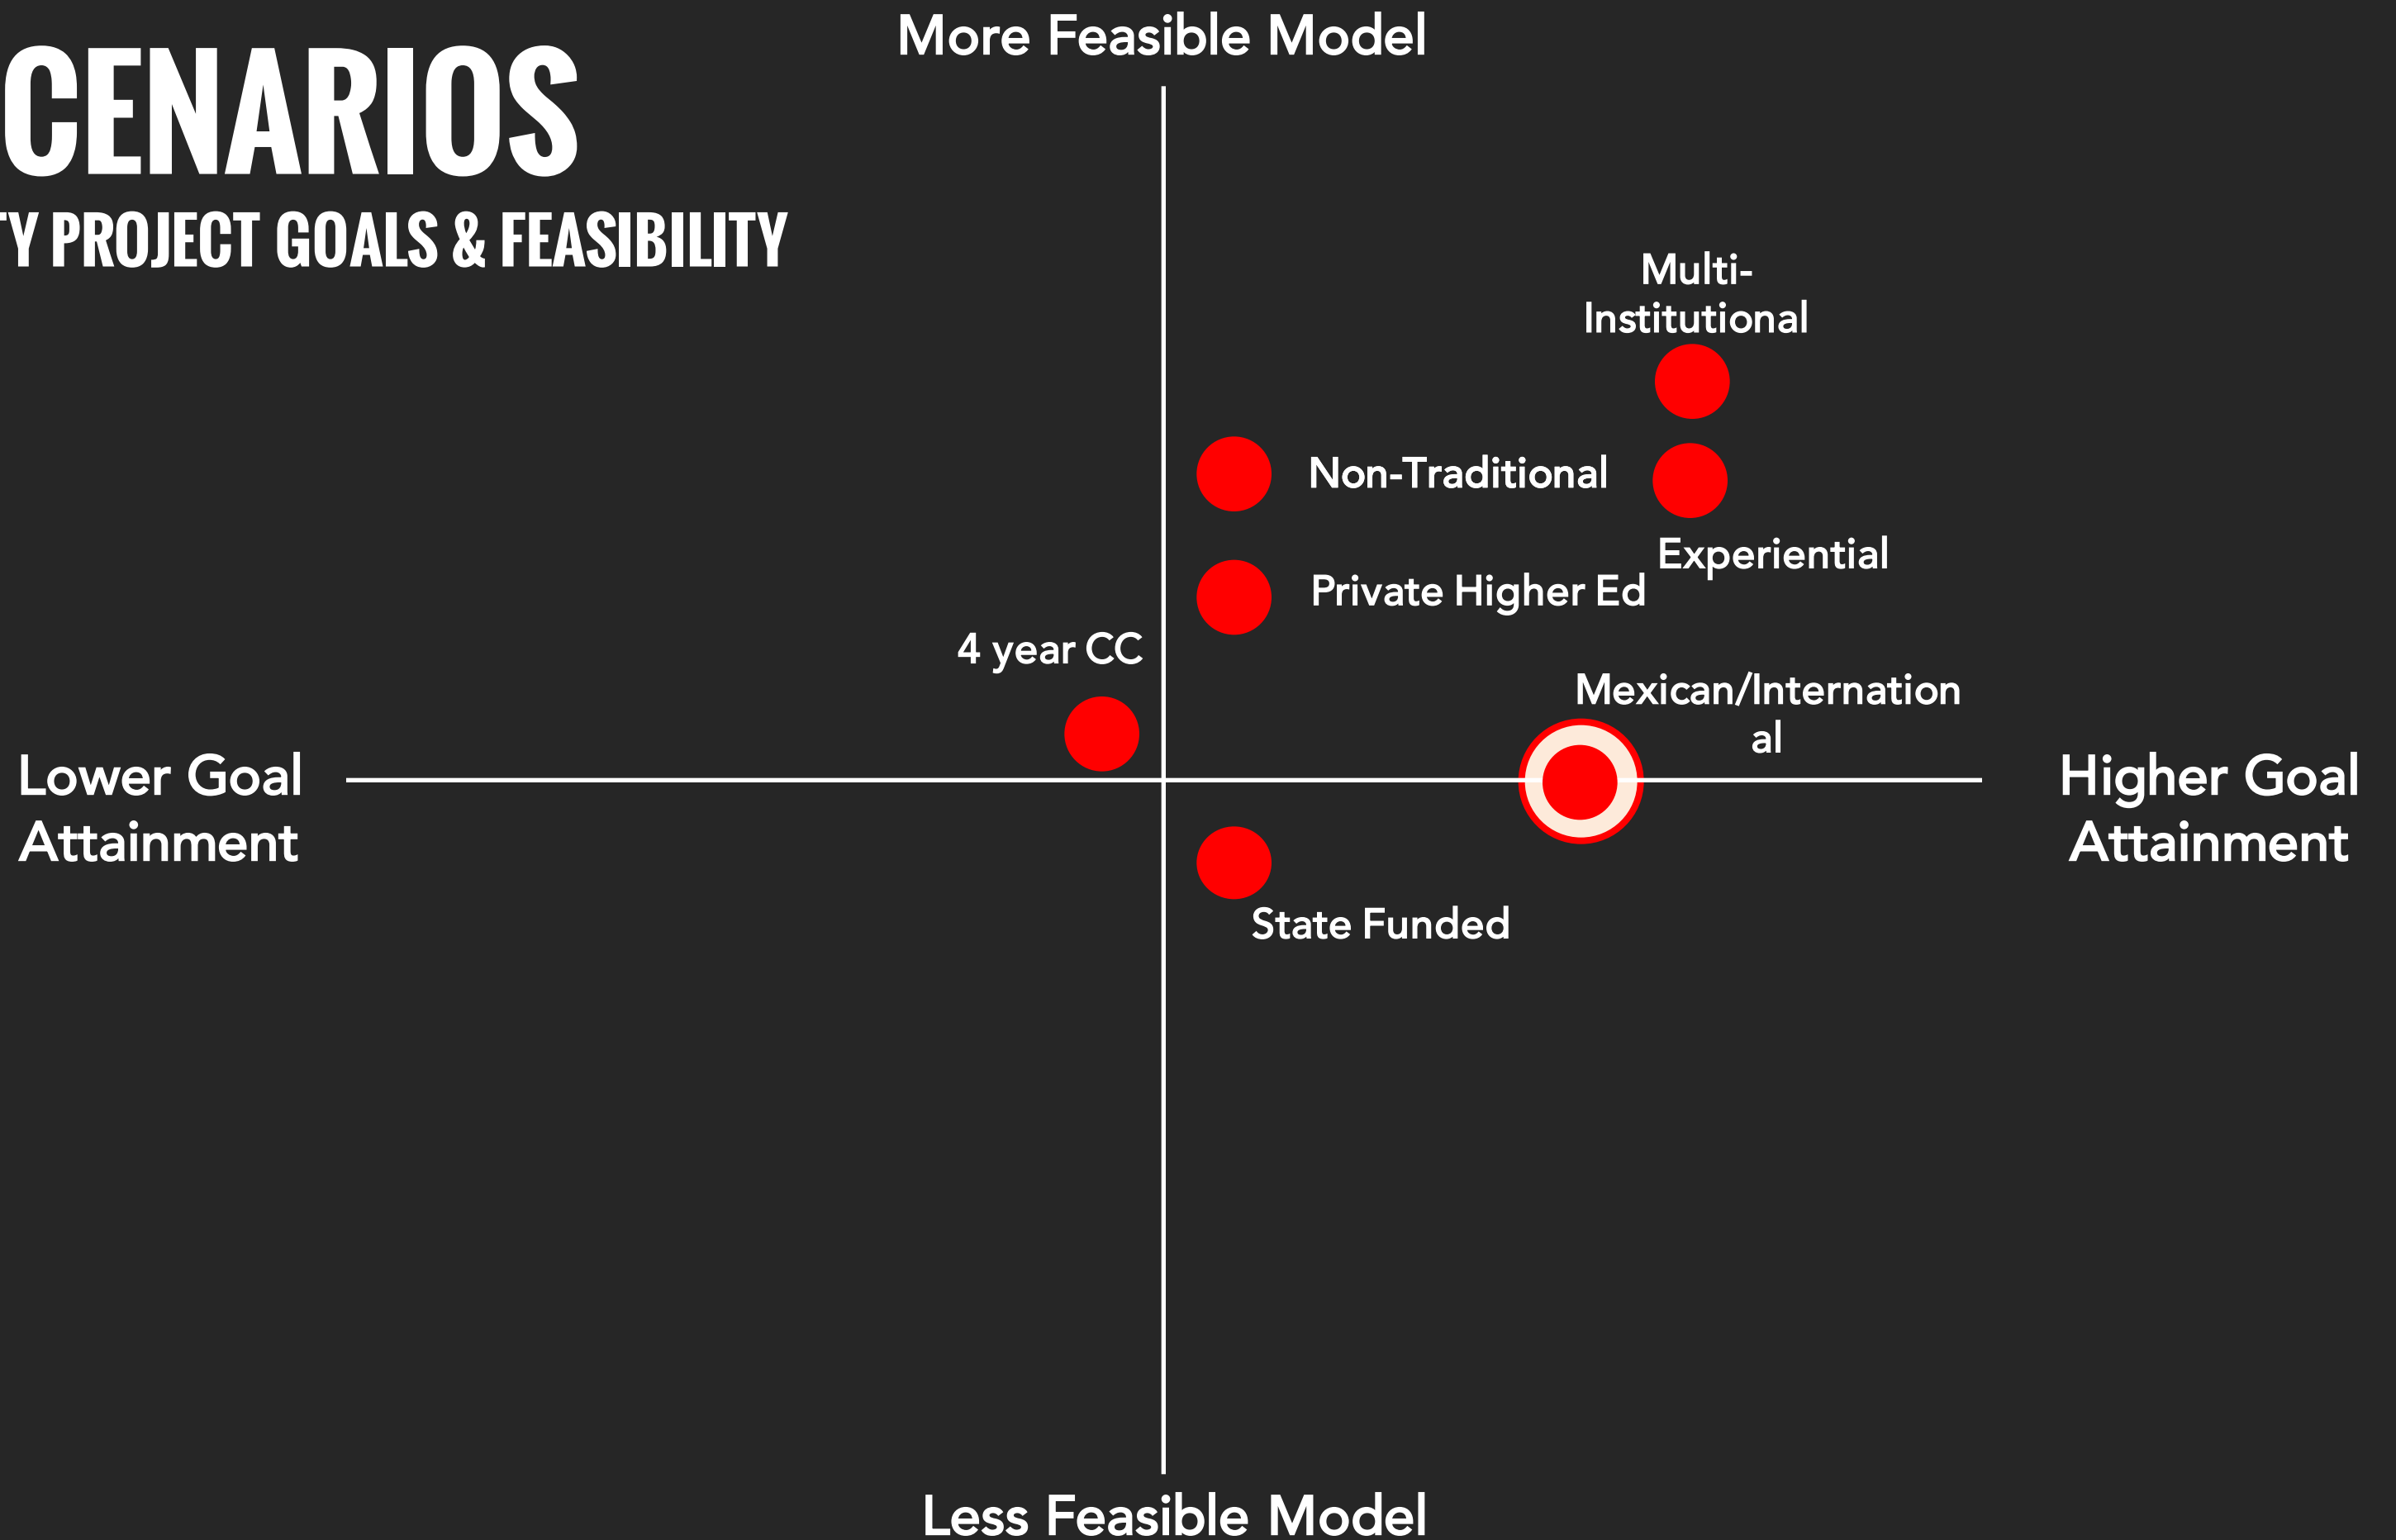 More Feasible Model
CENARIOS
Y PROJECT GOALS & FEASIBILITY
Multi-
Institutional
Non-Traditional
Experiential
Private Higher Ed
4 year CC
Mexican/Internation
al
Lower Goal
Attainment
Higher Goal
Attainment
State Funded
Less Feasible Model